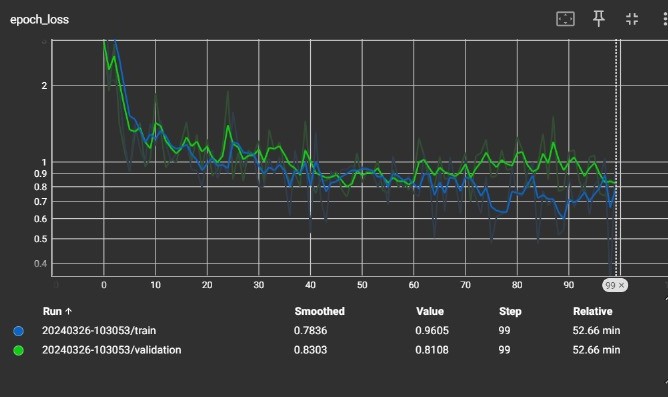 epoch_loss
2
1
0.9
0.8
0.7
0.6
0.5
0.4
0 10 20 30 40 50 60 70 80 90 99 ×
Run ↑ Smoothed Value Step Relative
20240326-103053/train 0.7836 0.9605 99 52.66 min
20240326-103053/validation 0.8303 0.8108 99 52.66 min